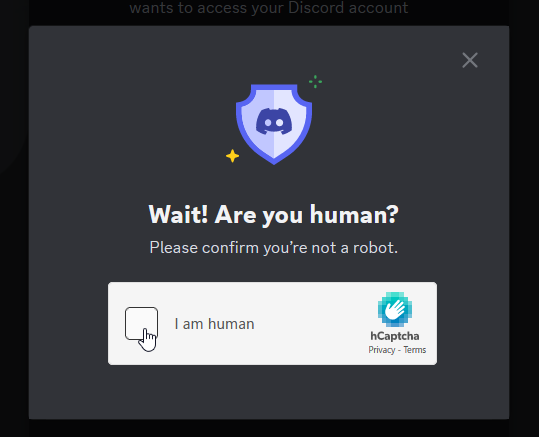 wants to access your Discord account
Wait! Are you human?
Please confirm you're not a robot.
I am human
hCaptcha
Privacy - Terms